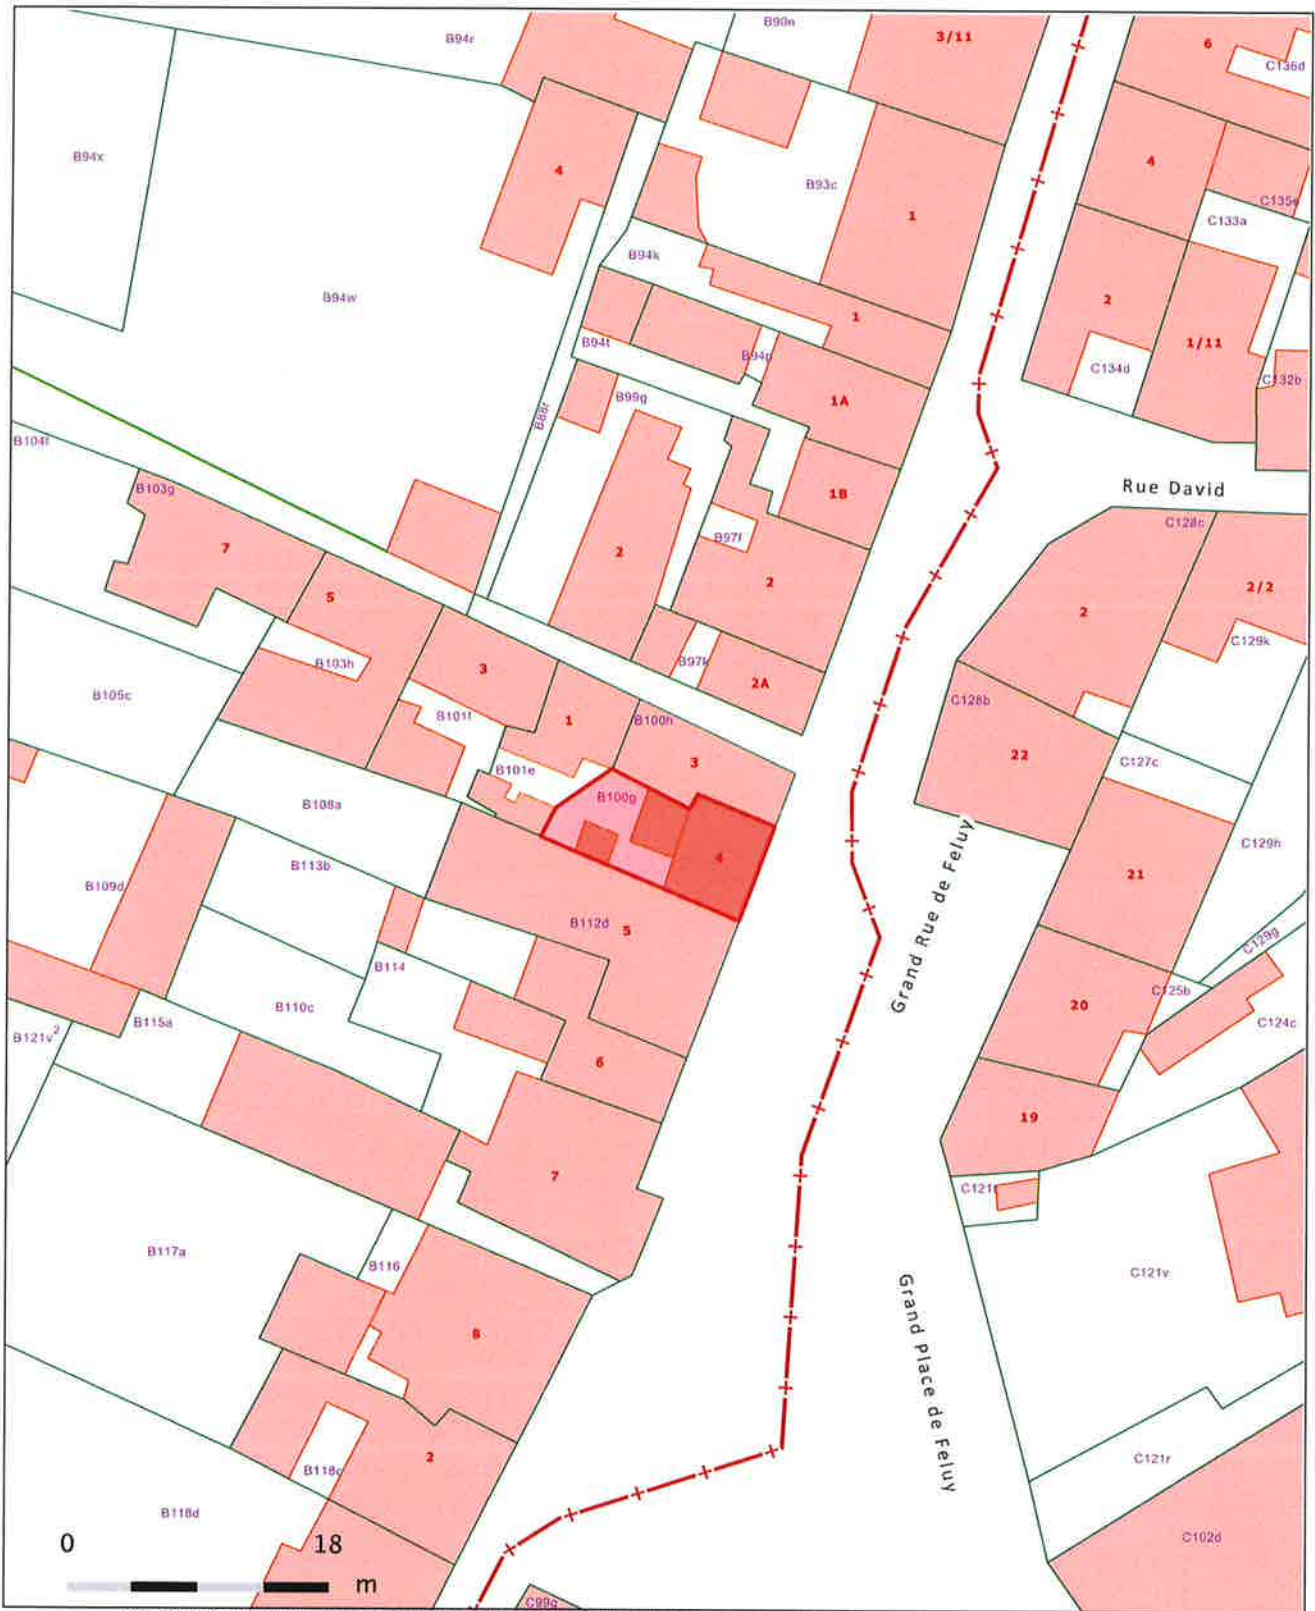 B94r
B90n
3/11
6
C136d
B94x
4
B93c
1
4
C135e
C133a
B94k
B94w
1
2
1/11
B94t
B94p
C134d
C132b
B99g
1A
B88f
B104f
B103g
1B
Rue David
C128c
7
2
B97f
2
2
2/2
5
C129k
B103h
3
B97k
2A
B105c
B101f
1
B100h
C128b
22
3
C127c
B101e
B108a
B100g
4
C129h
B113b
21
B109d
B112d
5
Grand Rue de Feluy
C129g
B114
C125b
B110c
20
C124c
B115a
B121v2
6
19
7
C121t
B117a
B116
C121v
8
Grand Place de Feluy
2
C121r
B118c
B118d
C102d
0 18
m
C99g